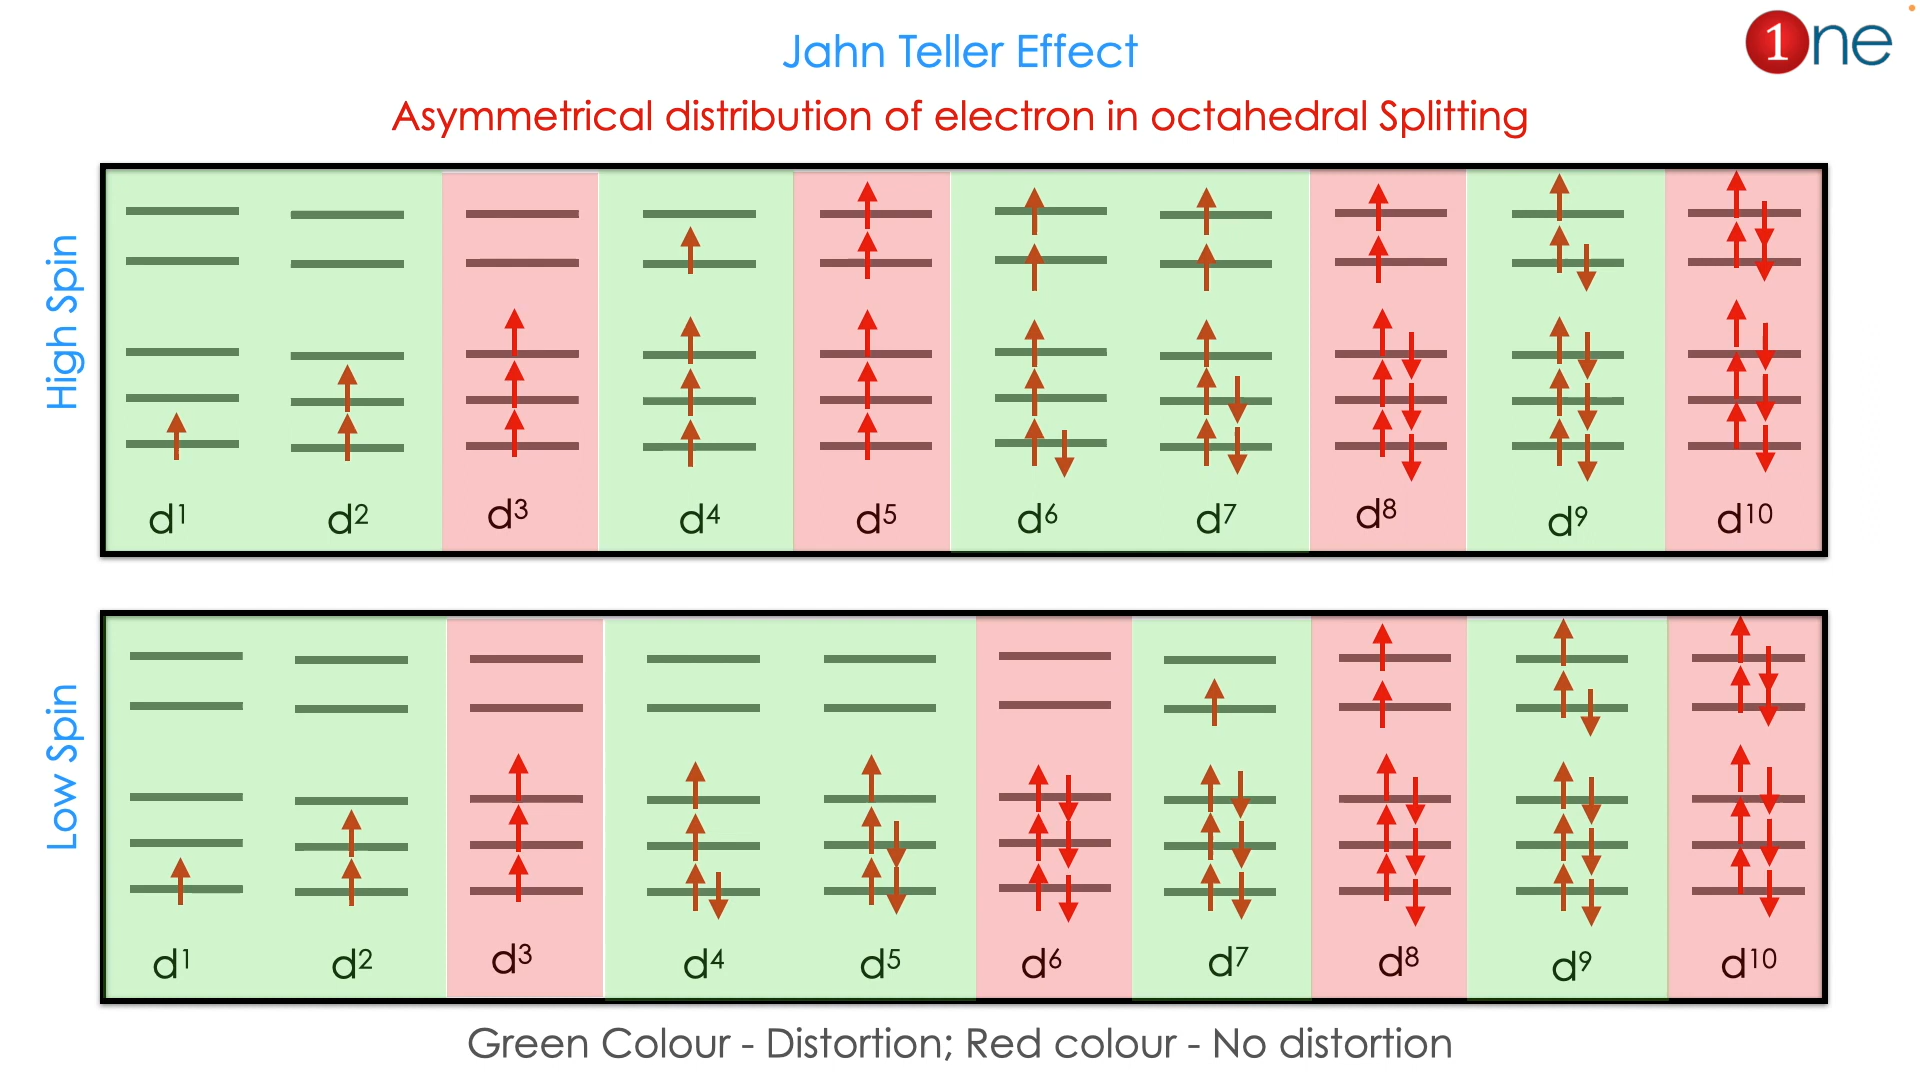 Jahn Teller Effect
1ne
Asymmetrical distribution of electron in octahedral Splitting
High Spin
d¹ d² d³ d⁴ d⁵ d⁶ d⁷ d⁸ d⁹ d¹⁰
Low Spin
d¹ d² d³ d⁴ d⁵ d⁶ d⁷ d⁸ d⁹ d¹⁰
Green Colour - Distortion; Red colour - No distortion